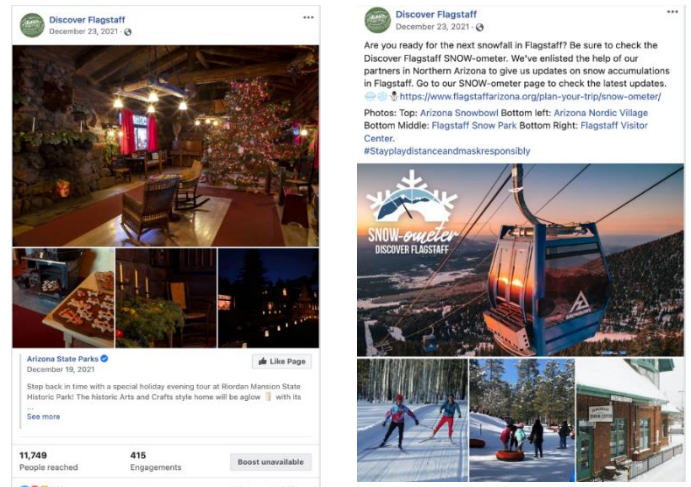 Discover Flagstaff
December 23, 2021 ·
Arizona State Parks
December 19, 2021
Like Page
Step back in time with a special holiday evening tour at Riordan Mansion State
Historic Park! The historic Arts and Crafts style home will be aglow 🕯️ with its
...
See more
11,749
People reached
415
Engagements
Boost unavailable
Discover Flagstaff
December 23, 2021 ·
Are you ready for the next snowfall in Flagstaff? Be sure to check the
Discover Flagstaff SNOW-ometer. We've enlisted the help of our
partners in Northern Arizona to give us updates on snow accumulations
in Flagstaff. Go to our SNOW-ometer page to check the latest updates.
🌨️❄️⛄https://www.flagstaffarizona.org/plan-your-trip/snow-ometer/
Photos: Top: Arizona Snowbowl Bottom left: Arizona Nordic Village
Bottom Middle: Flagstaff Snow Park Bottom Right: Flagstaff Visitor
Center.
#Stayplaydistanceandmaskresponsibly
SNOW-ometer
DISCOVER FLAGSTAFF